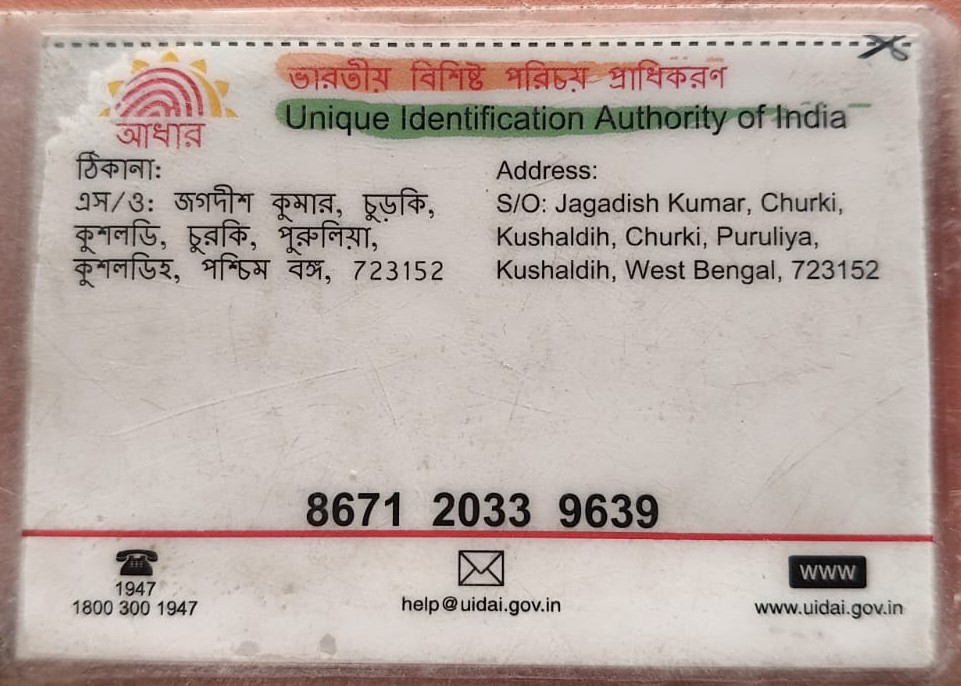 ভারতীয় বিশিষ্ট পরিচয় প্রাধিকরণ
Unique Identification Authority of India
আধার
ঠিকানা:
এস/ও: জগদীশ কুমার, চুড়কি,
কুশলডি, চুরকি, পুরুলিয়া,
কুশলডিহ, পশ্চিম বঙ্গ, 723152
Address:
S/O: Jagadish Kumar, Churki,
Kushaldih, Churki, Puruliya,
Kushaldih, West Bengal, 723152
8671 2033 9639
1947
1800 300 1947
help@uidai.gov.in
www
www.uidai.gov.in